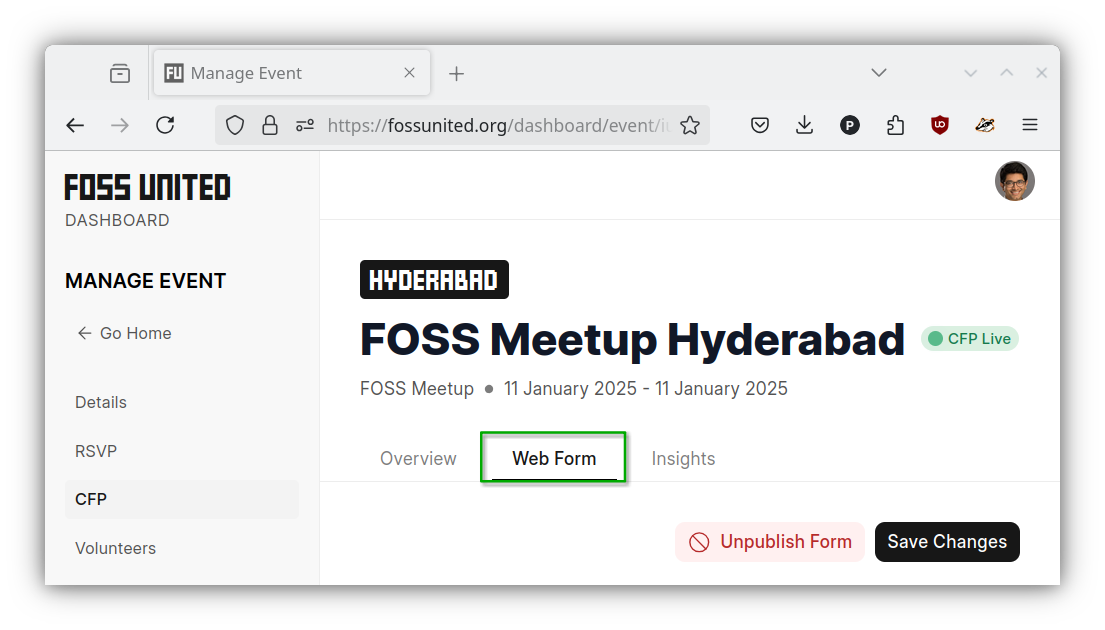 FU Manage Event
https://fossunited.org/dashboard/event/
P
UO
FOSS UNITED
DASHBOARD
MANAGE EVENT
Go Home
Details
RSVP
CFP
Volunteers
HYDERABAD
FOSS Meetup Hyderabad CFP Live
FOSS Meetup ● 11 January 2025 - 11 January 2025
Overview Web Form Insights
Unpublish Form Save Changes